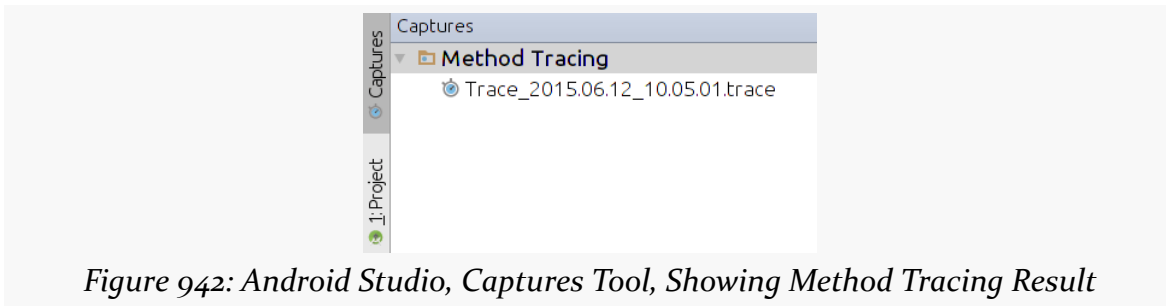 Captures
Captures
Method Tracing
Trace_2015.06.12_10.05.01.trace
1: Project
Figure 942: Android Studio, Captures Tool, Showing Method Tracing Result